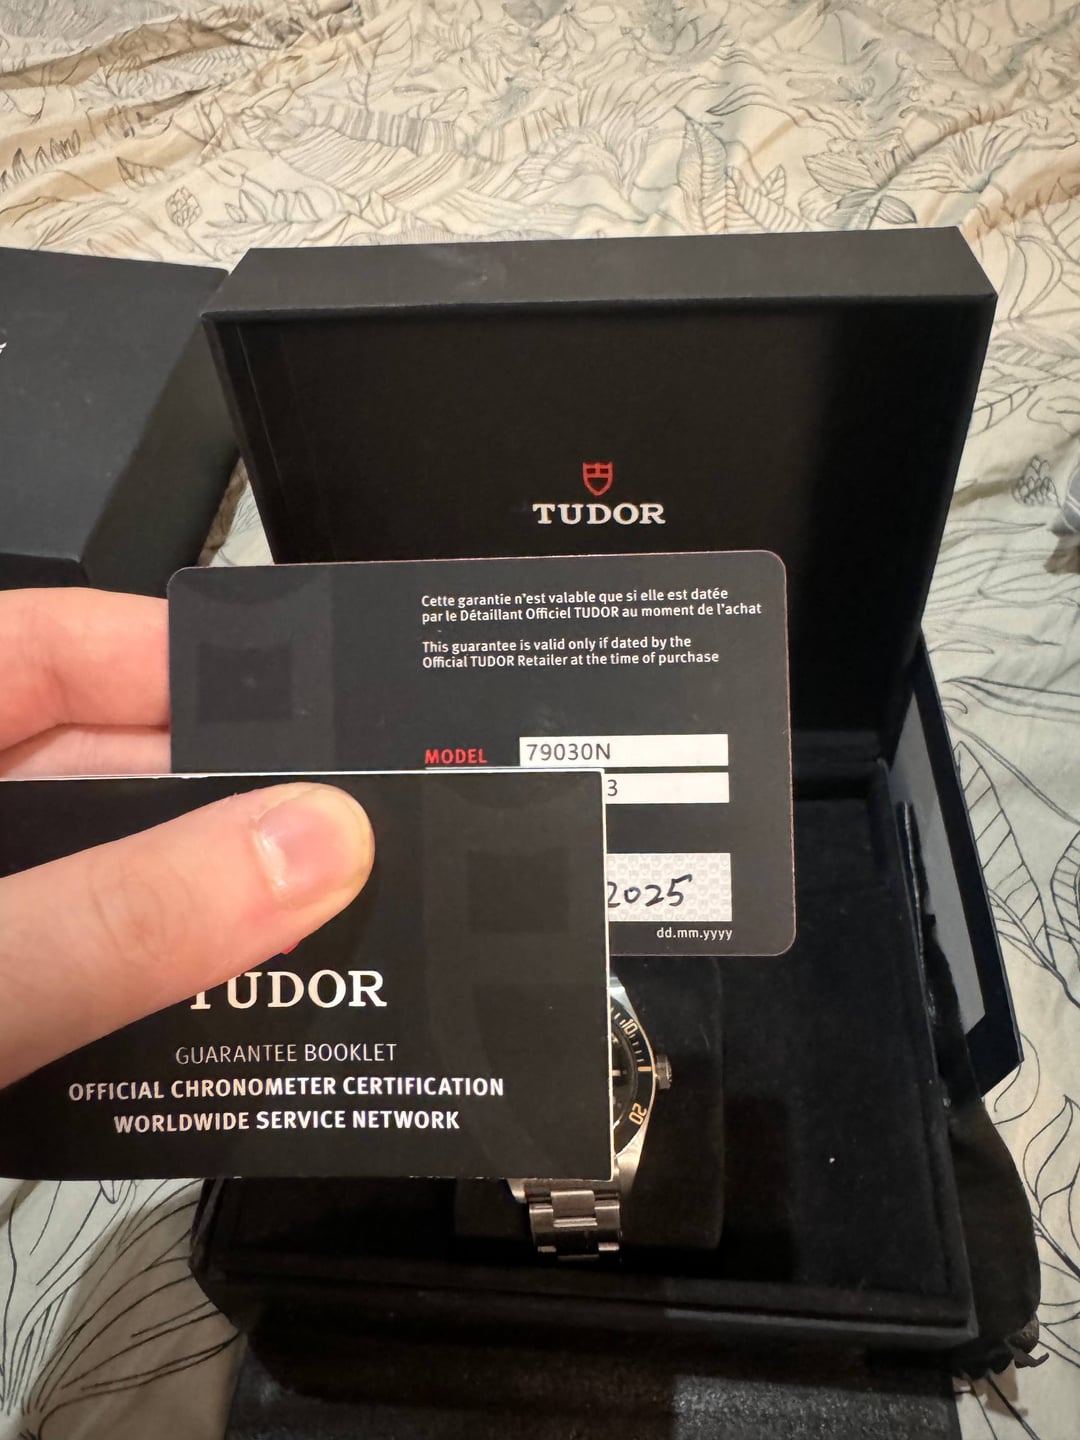 TUDOR
Cette garantie n'est valable que si elle est datée
par le Détaillant Officiel TUDOR au moment de l'achat
This guarantee is valid only if dated by the
Official TUDOR Retailer at the time of purchase
MODEL 79030N
3
2025
dd.mm.yyyy
TUDOR
GUARANTEE BOOKLET
OFFICIAL CHRONOMETER CERTIFICATION
WORLDWIDE SERVICE NETWORK
10
20